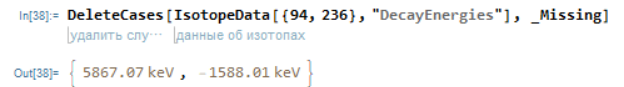 In[38]:= DeleteCases[IsotopeData[{94, 236}, "DecayEnergies"], _Missing]
удалить слу⋯ данные об изотопах
Out[38]= { 5867.07 keV , -1588.01 keV }